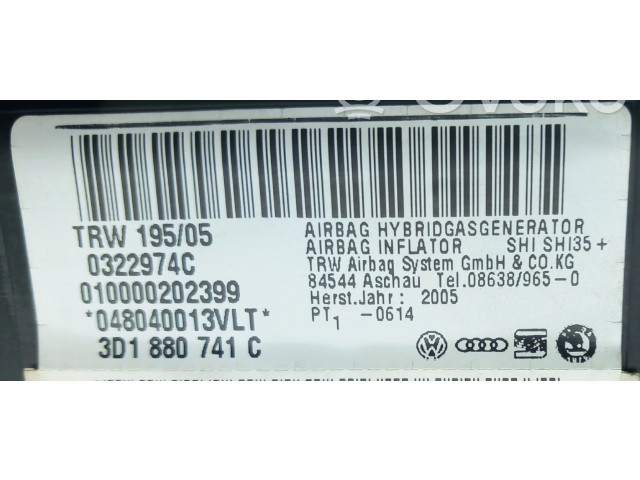 TRW 195/05
0322974C
010000202399
*048040013VLT*
3D1 880 741 C
AIRBAG HYBRIDGASGENERATOR
AIRBAG INFLATOR SHI SHI35+
TRW Airbag System GmbH & CO.KG
84544 Aschau Tel.08638/965-0
Herst.Jahr: 2005
PT1 -0614